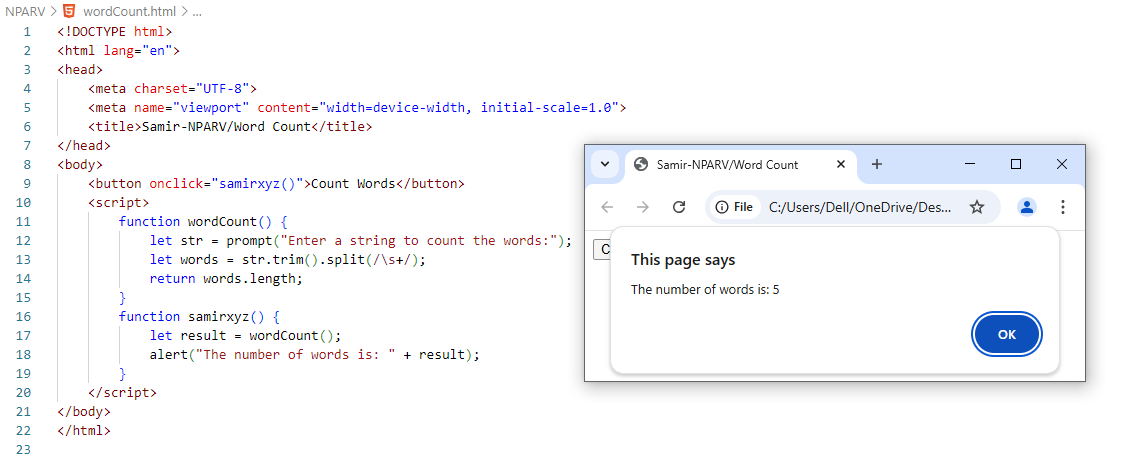 NPARV > wordCount.html > ...
1 <!DOCTYPE html>
2 <html lang="en">
3 <head>
4 <meta charset="UTF-8">
5 <meta name="viewport" content="width=device-width, initial-scale=1.0">
6 <title>Samir-NPARV/Word Count</title>
7 </head>
8 <body>
9 <button onclick="samirxyz()">Count Words</button>
10 <script>
11 function wordCount() {
12 let str = prompt("Enter a string to count the words:");
13 let words = str.trim().split(/\s+/);
14 return words.length;
15 }
16 function samirxyz() {
17 let result = wordCount();
18 alert("The number of words is: " + result);
19 }
20 </script>
21 </body>
22 </html>
23
Samir-NPARV/Word Count
File C:/Users/Dell/OneDrive/Des...
C
This page says
The number of words is: 5
OK